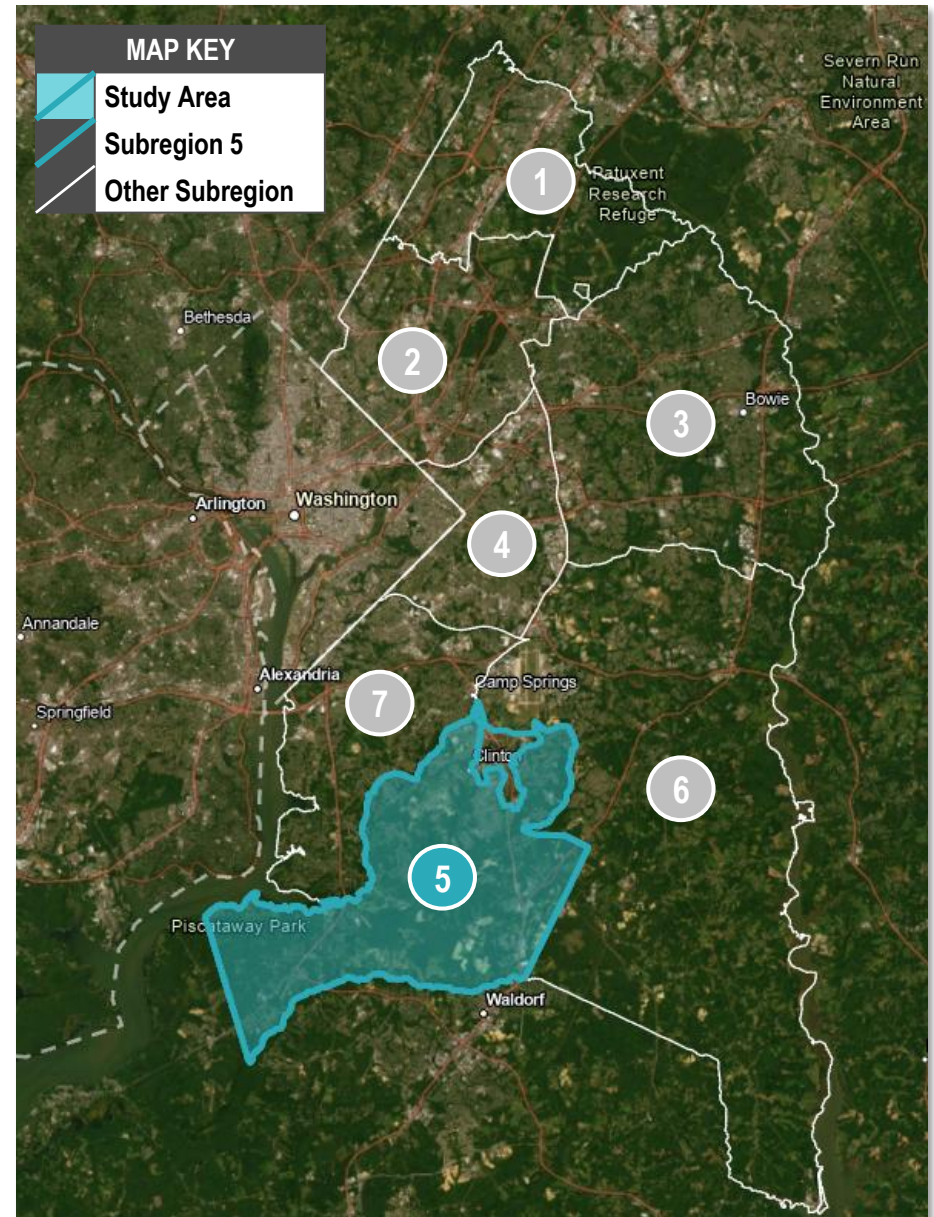 MAP KEY
Study Area
Subregion 5
Other Subregion
Severn Run
Natural
Environment
Area
1
Patuxent
Research
Refuge
Bethesda
2
3
Bowie
Arlington
Washington
4
Annandale
Alexandria
Camp Springs
Springfield
7
Clinton
6
5
Piscataway Park
Waldorf